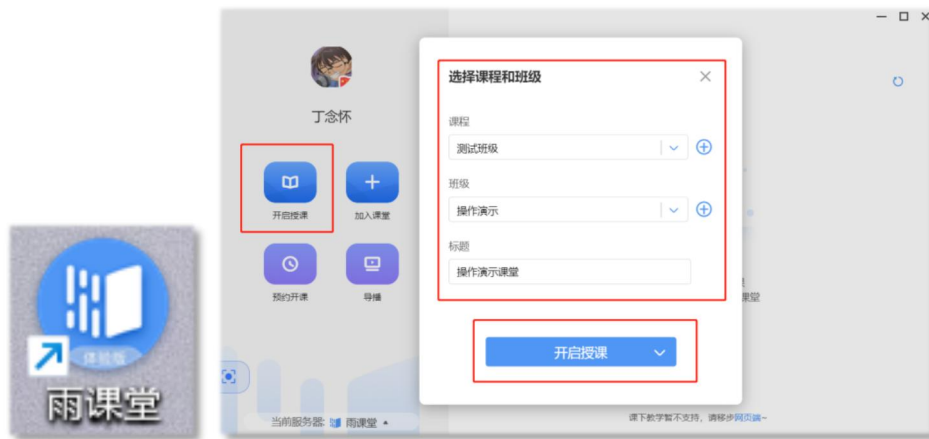 体验版
雨课堂
丁念怀
开启授课
加入课堂
预约开课
导播
当前服务器: 雨课堂
选择课程和班级
课程
测试班级
班级
操作演示
标题
操作演示课堂
开启授课
课堂
课下教学暂不支持,请移步网页端~